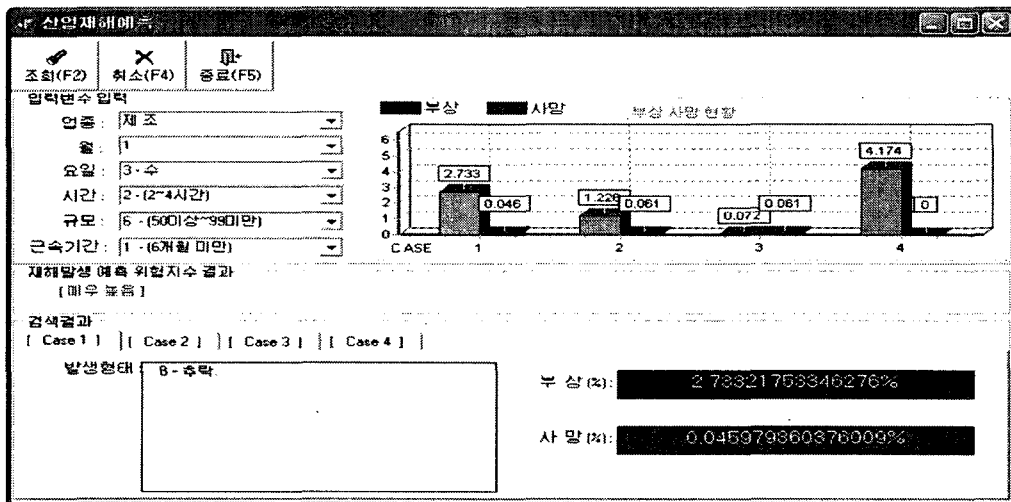 산업재해예측
조회(F2) 취소(F4) 종료(F5)
입력변수 입력
업종 : 제 조
월 : 1
요일 : 3 - 수
시간 : 2 - (2~4시간)
규모 : 6 - (50이상~99미만)
근속기간 : 1 - (6개월 미만)
부상 사망 부상 사망 현황
6
5
4
3
2
1
0
2.733 0.046 1.226 0.061 0.072 0.061 4.174 0
CASE 1 2 3 4
재해발생 예측 위험지수 결과
[매우 높음]
검색결과
[ Case 1 ] [ Case 2 ] [ Case 3 ] [ Case 4 ]
발생형태 : B - 추락
부 상 (%) : 2.73321753346276%
사 망 (%) : 0.045979360376009%